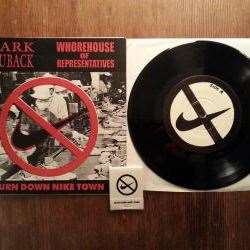 ARK
UBACK
WHOREHOUSE
OF
REPRESENTATIVES
URN DOWN NIKE TOWN